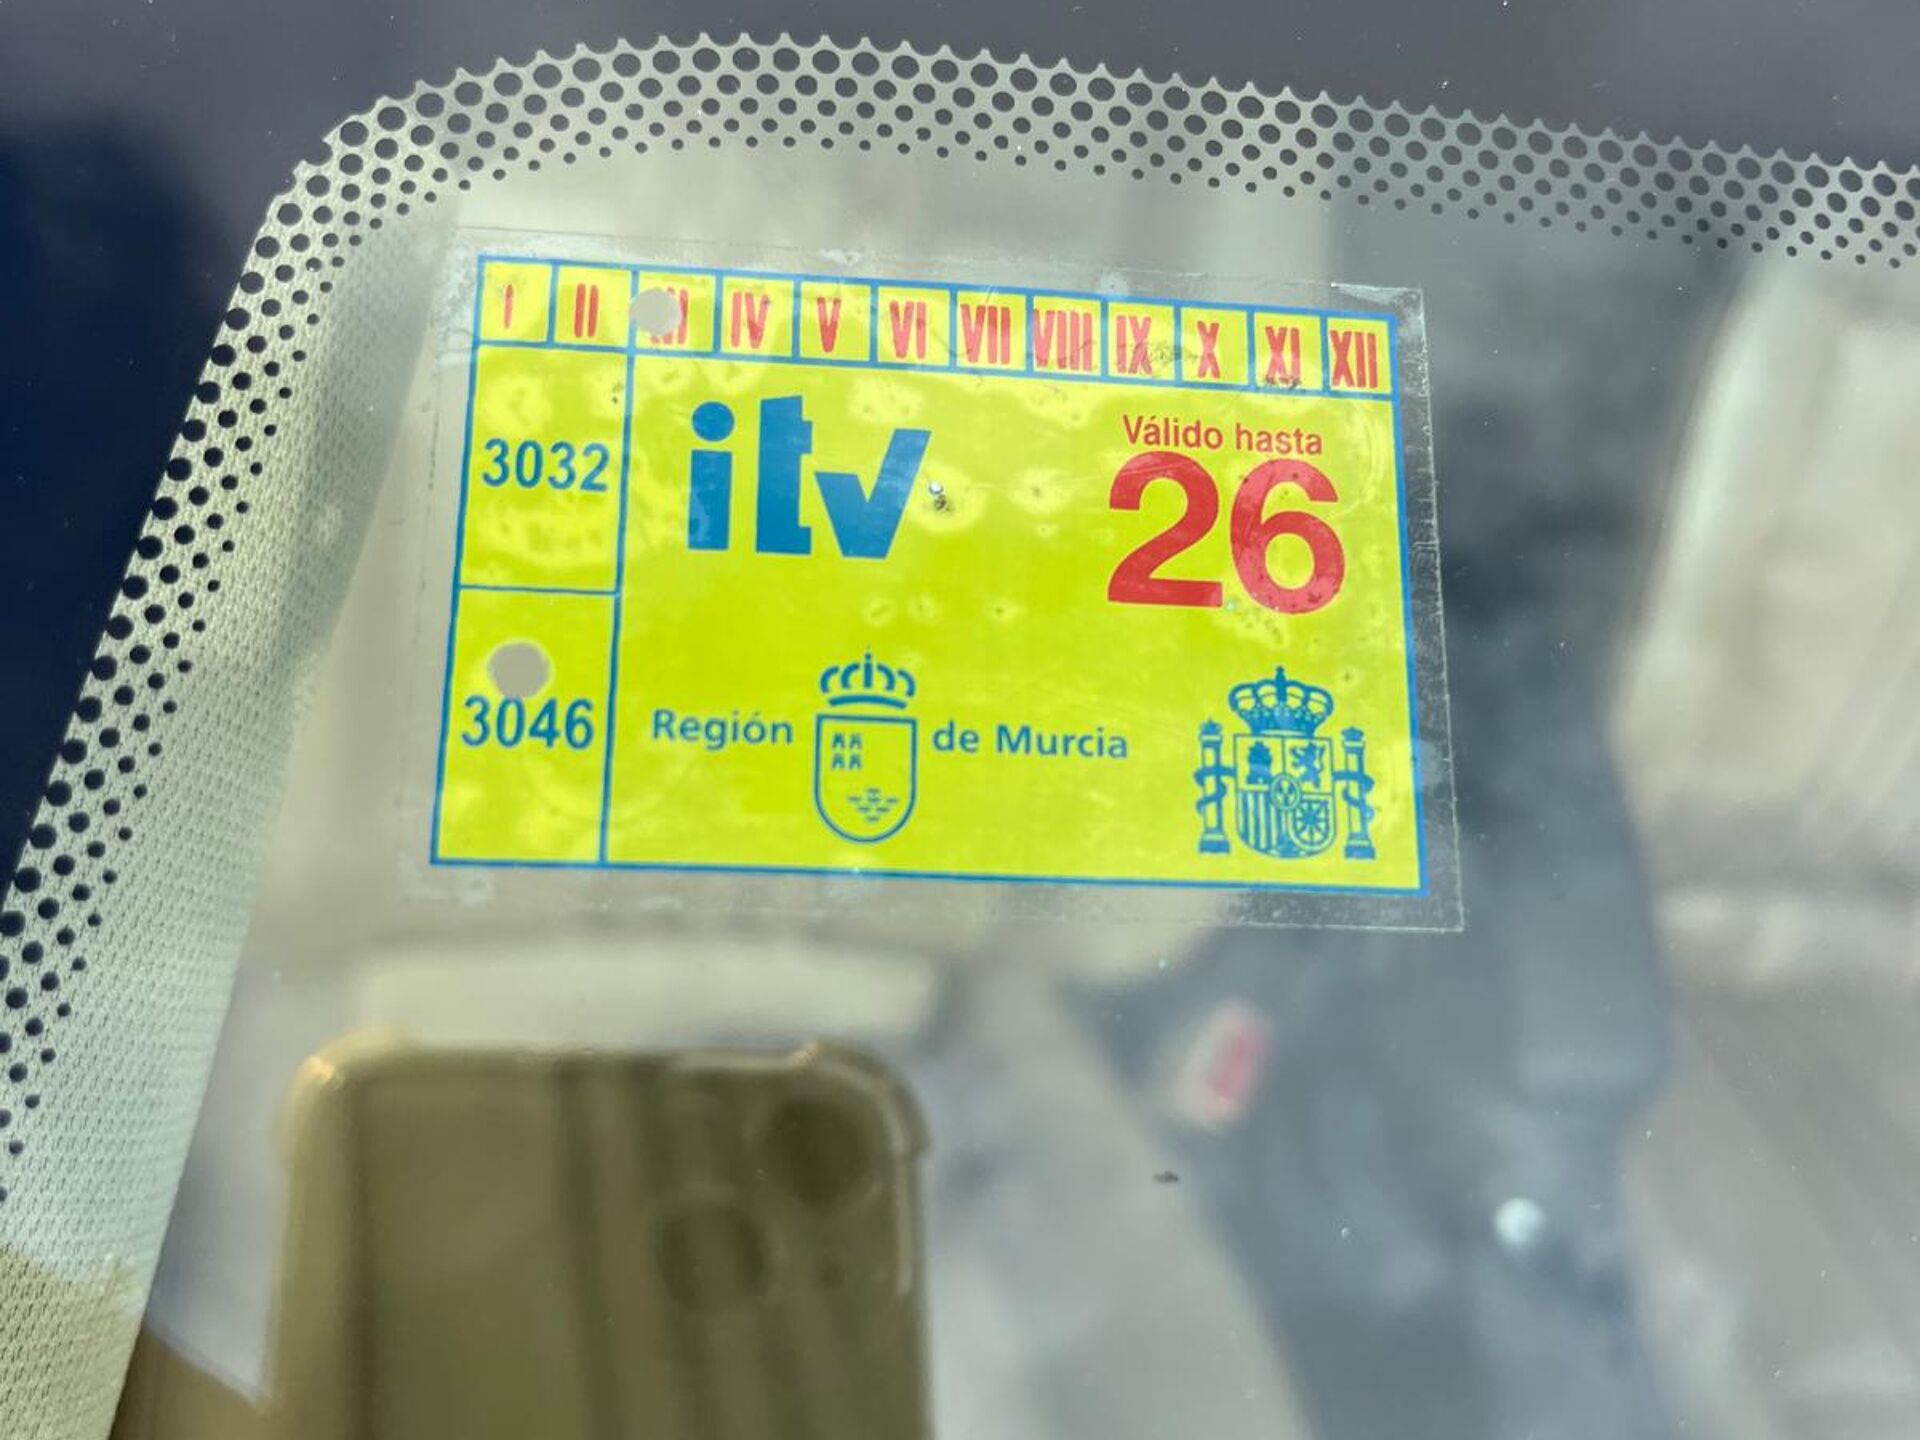 I II III IV V VI VII VIII IX X XI XII
3032
itv
Válido hasta
26
3046
Región de Murcia